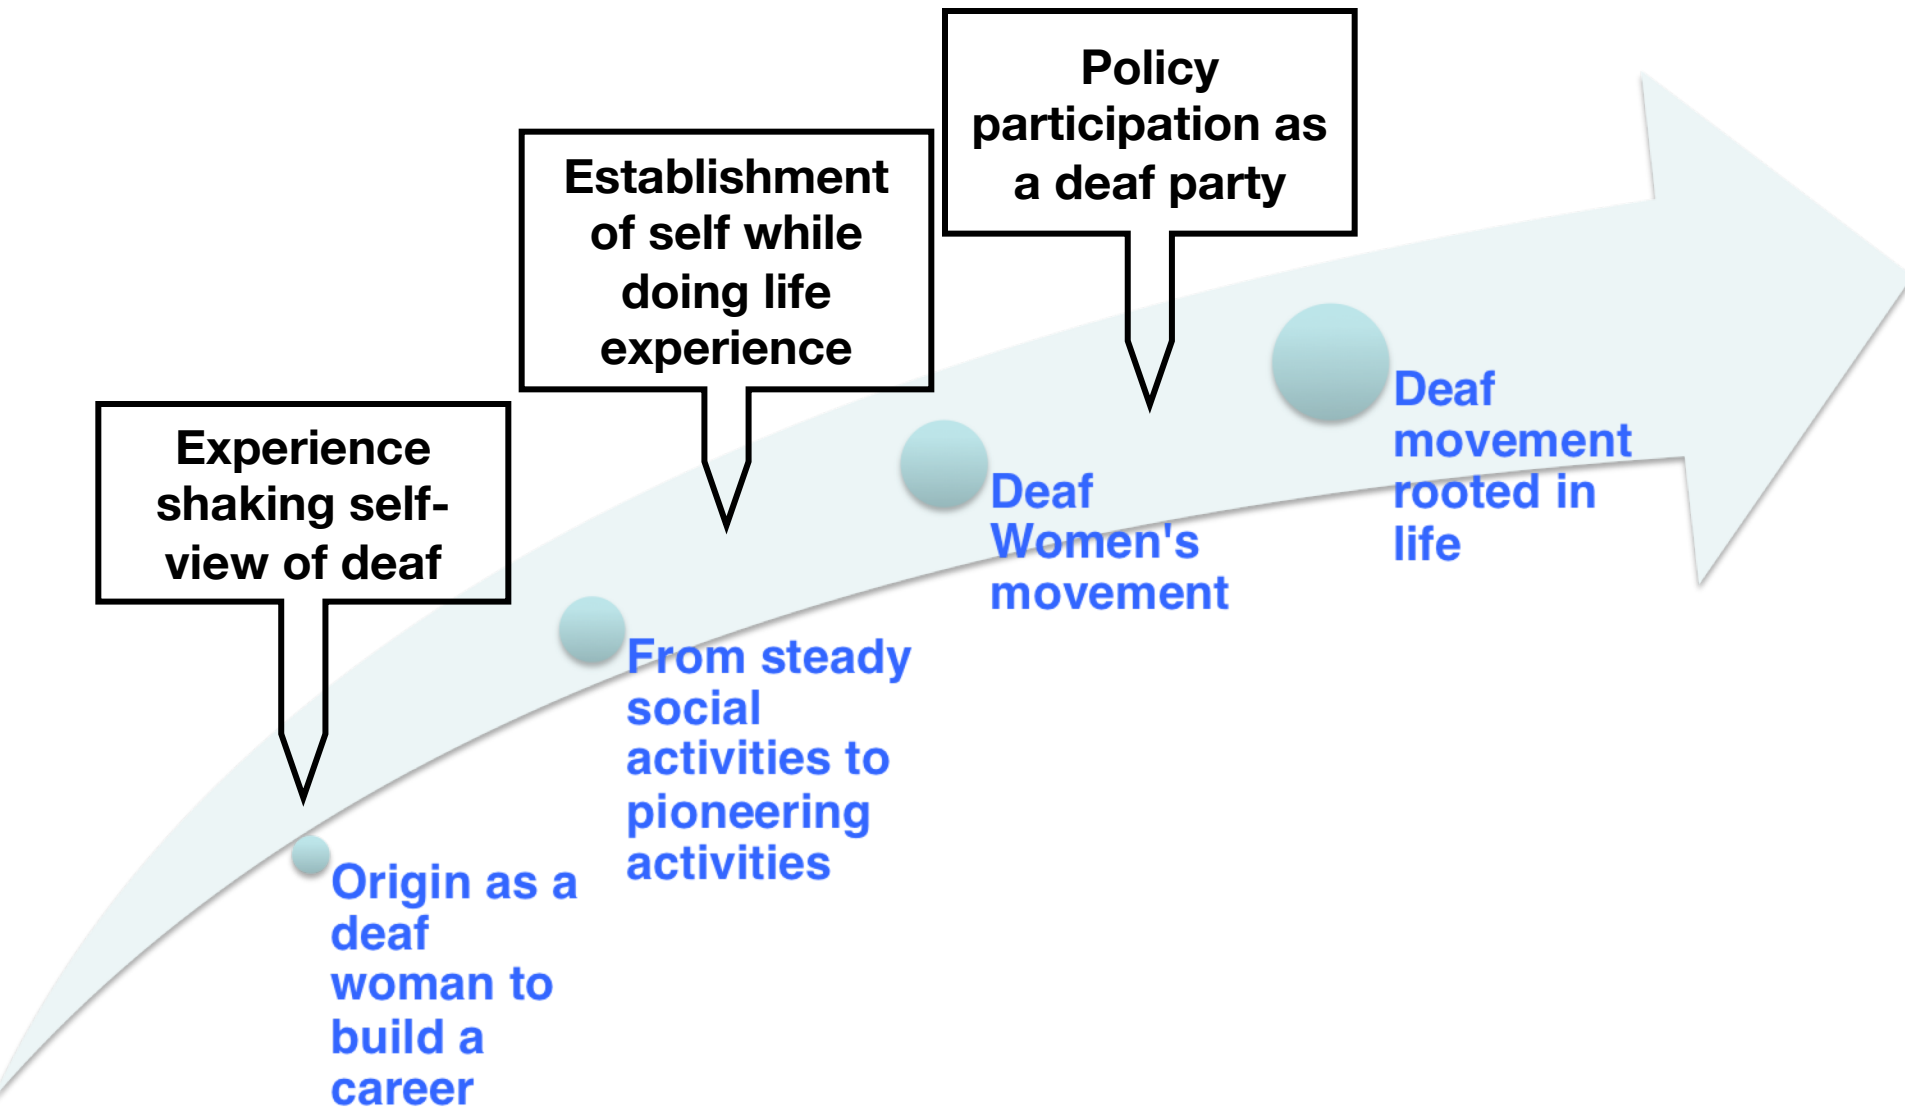 Policy
participation as
a deaf party
Establishment
of self while
doing life
experience
Experience
shaking self-
view of deaf
Deaf
movement
rooted in
life
Deaf
Women's
movement
From steady
social
activities to
pioneering
activities
Origin as a
deaf
woman to
build a
career